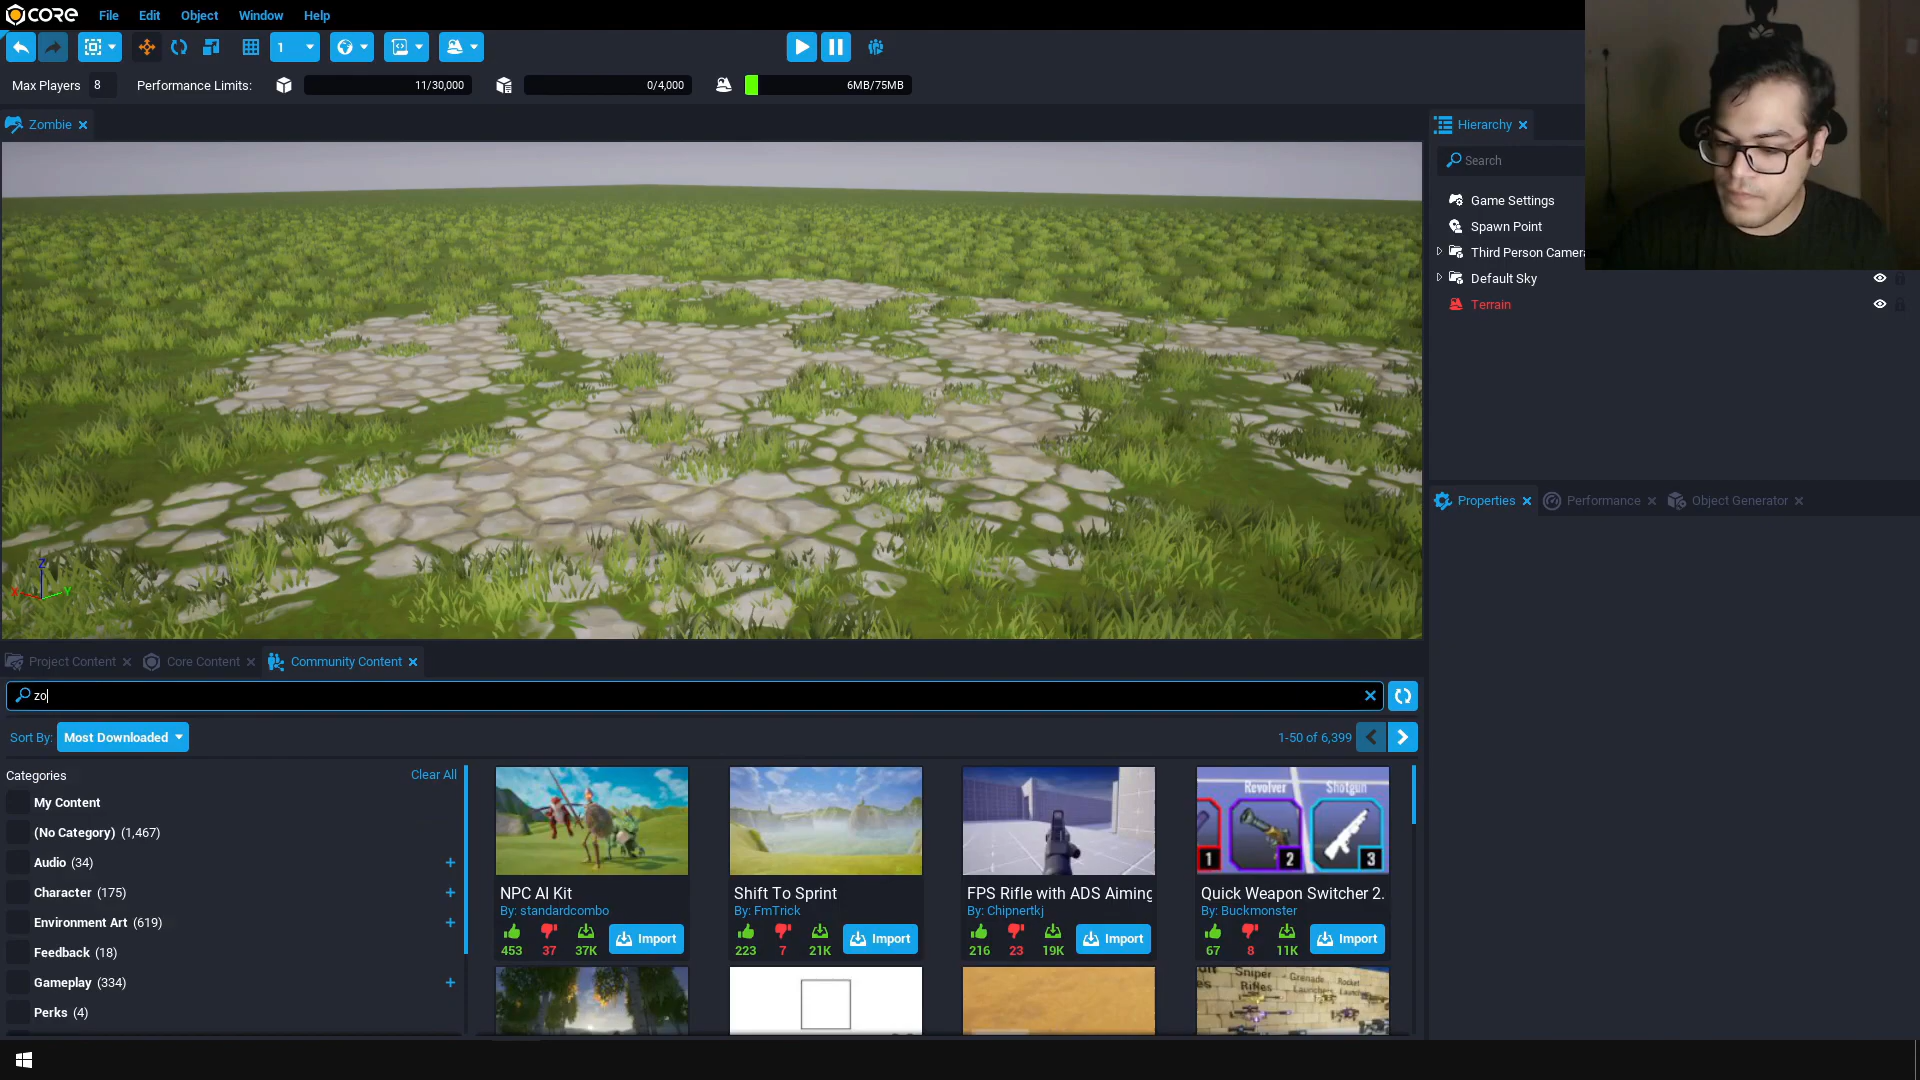 CORE
File
Edit
Object
Window
Help
1
Max Players
8
Performance Limits:
11/30,000
0/4,000
6MB/75MB
Zombie
Hierarchy
Search
Game Settings
Spawn Point
Third Person Camera
Default Sky
Terrain
Z
X
Y
Properties
Performance
Object Generator
Project Content
Core Content
Community Content
zo
Sort By:
Most Downloaded
1-50 of 6,399
Categories
Clear All
My Content
(No Category) (1,467)
Audio (34)
Character (175)
Environment Art (619)
Feedback (18)
Gameplay (334)
Perks (4)
NPC AI Kit
By: standardcombo
453
37
37K
Import
Shift To Sprint
By: FmTrick
223
7
21K
Import
FPS Rifle with ADS Aiming
By: Chipnertkj
216
23
19K
Import
Revolver
Shotgun
1
2
3
Quick Weapon Switcher 2.
By: Buckmonster
67
8
11K
Import
Sniper Rifles
Grenade
Rocket